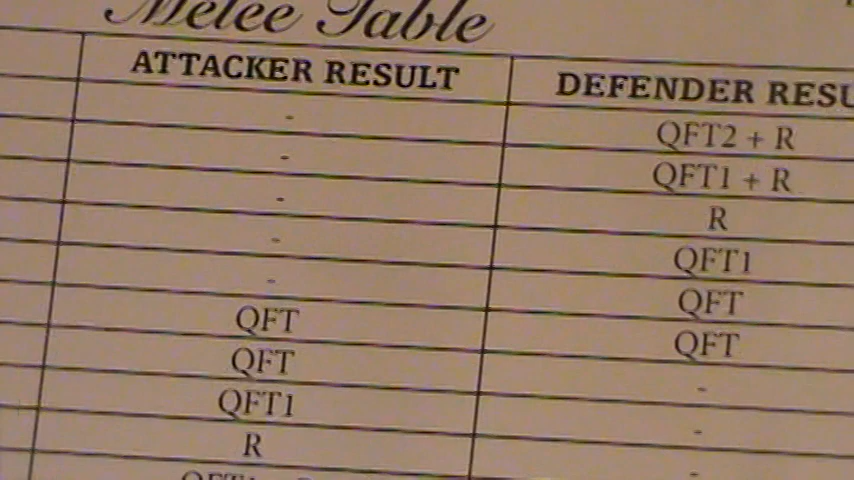 Melee Table
ATTACKER RESULT DEFENDER RESU
- QFT2 + R
- QFT1 + R
- R
- QFT1
- QFT
QFT QFT
QFT -
QFT1 -
R -